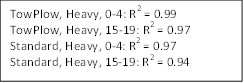 TowPlow, Heavy, 0-4: R² = 0.99
TowPlow, Heavy, 15-19: R² = 0.97
Standard, Heavy, 0-4: R² = 0.97
Standard, Heavy, 15-19: R² = 0.94